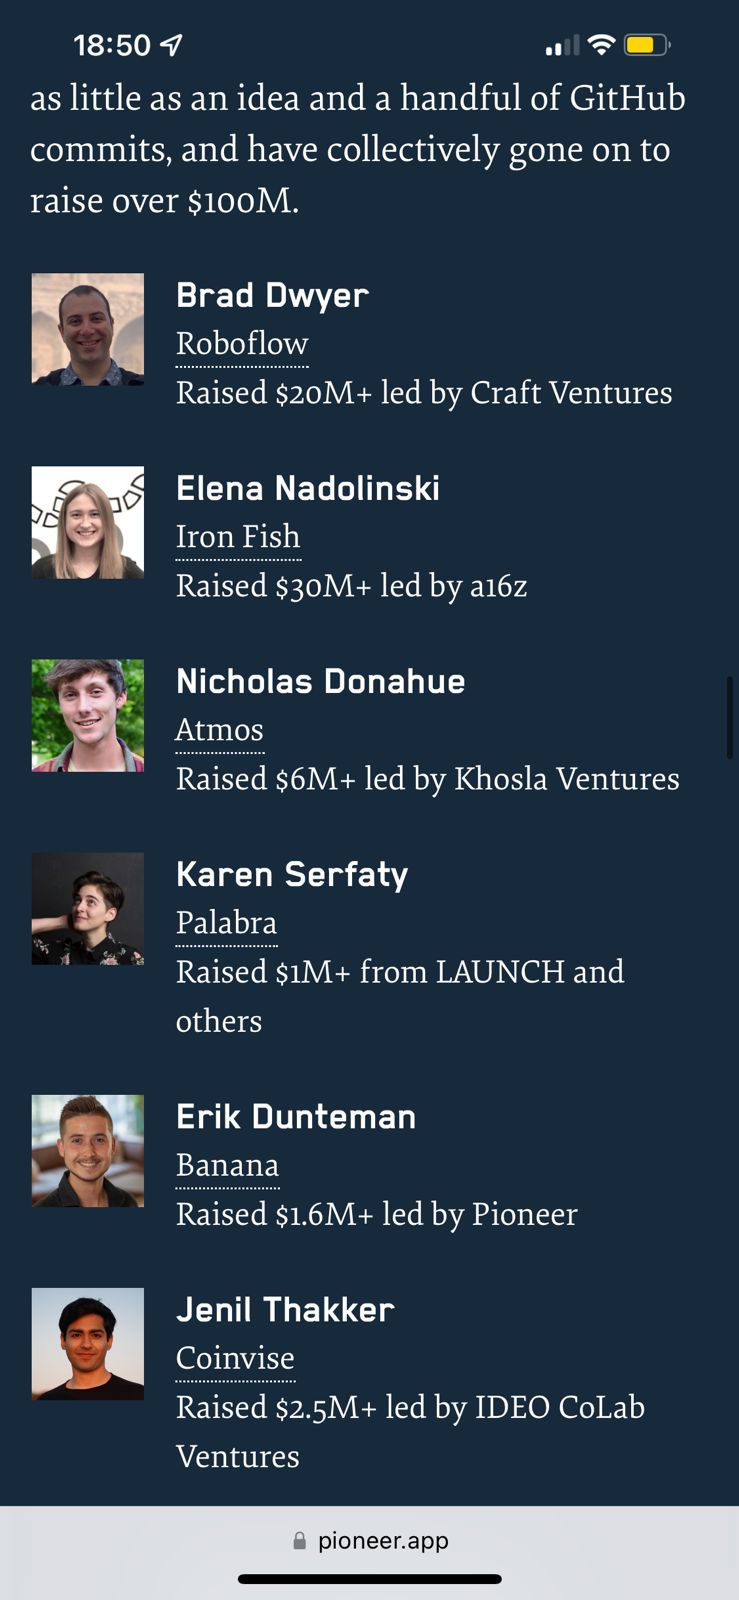 18:50
as little as an idea and a handful of GitHub
commits, and have collectively gone on to
raise over $100M.
Brad Dwyer
Roboflow
Raised $20M+ led by Craft Ventures
Elena Nadolinski
Iron Fish
Raised $30M+ led by a16z
Nicholas Donahue
Atmos
Raised $6M+ led by Khosla Ventures
Karen Serfaty
Palabra
Raised $1M+ from LAUNCH and
others
Erik Dunteman
Banana
Raised $1.6M+ led by Pioneer
Jenil Thakker
Coinvise
Raised $2.5M+ led by IDEO CoLab
Ventures
pioneer.app